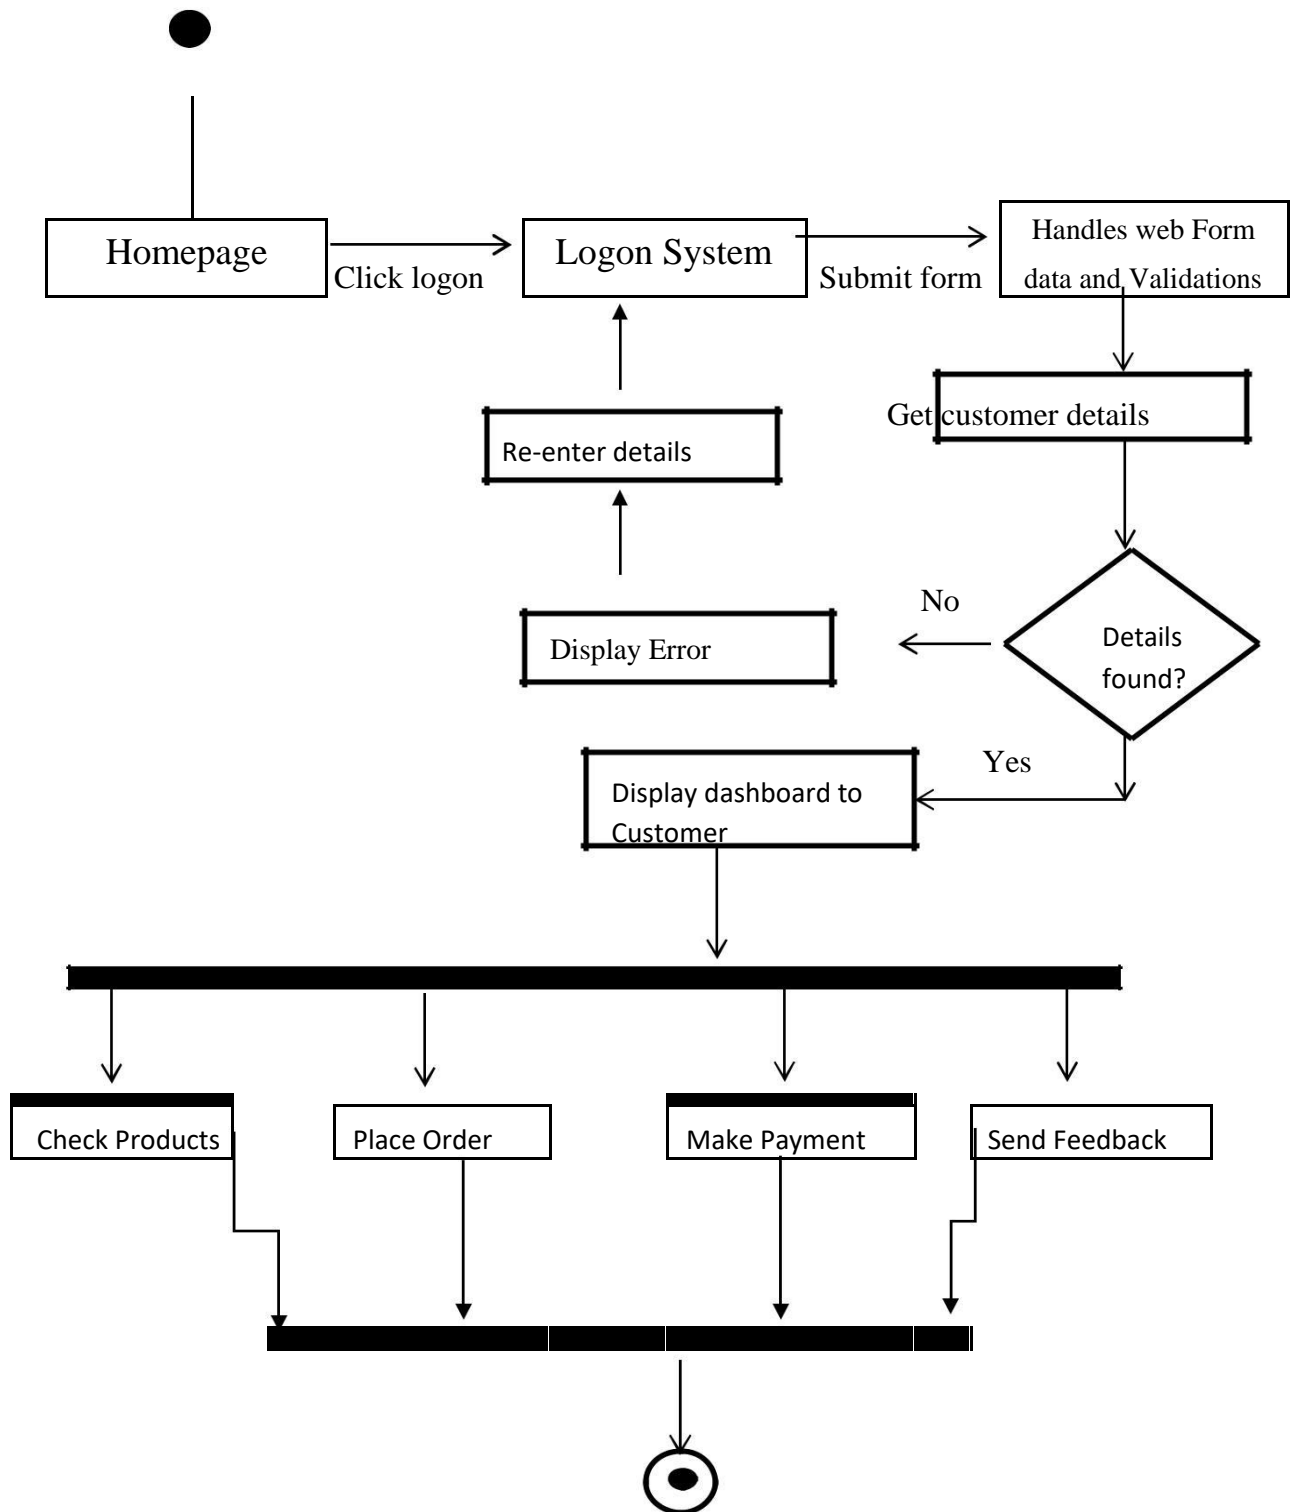 Homepage
Click logon
Logon System
Submit form
Handles web Form
data and Validations
Get customer details
Re-enter details
No
Details
found?
Display Error
Yes
Display dashboard to
Customer
Check Products
Place Order
Make Payment
Send Feedback